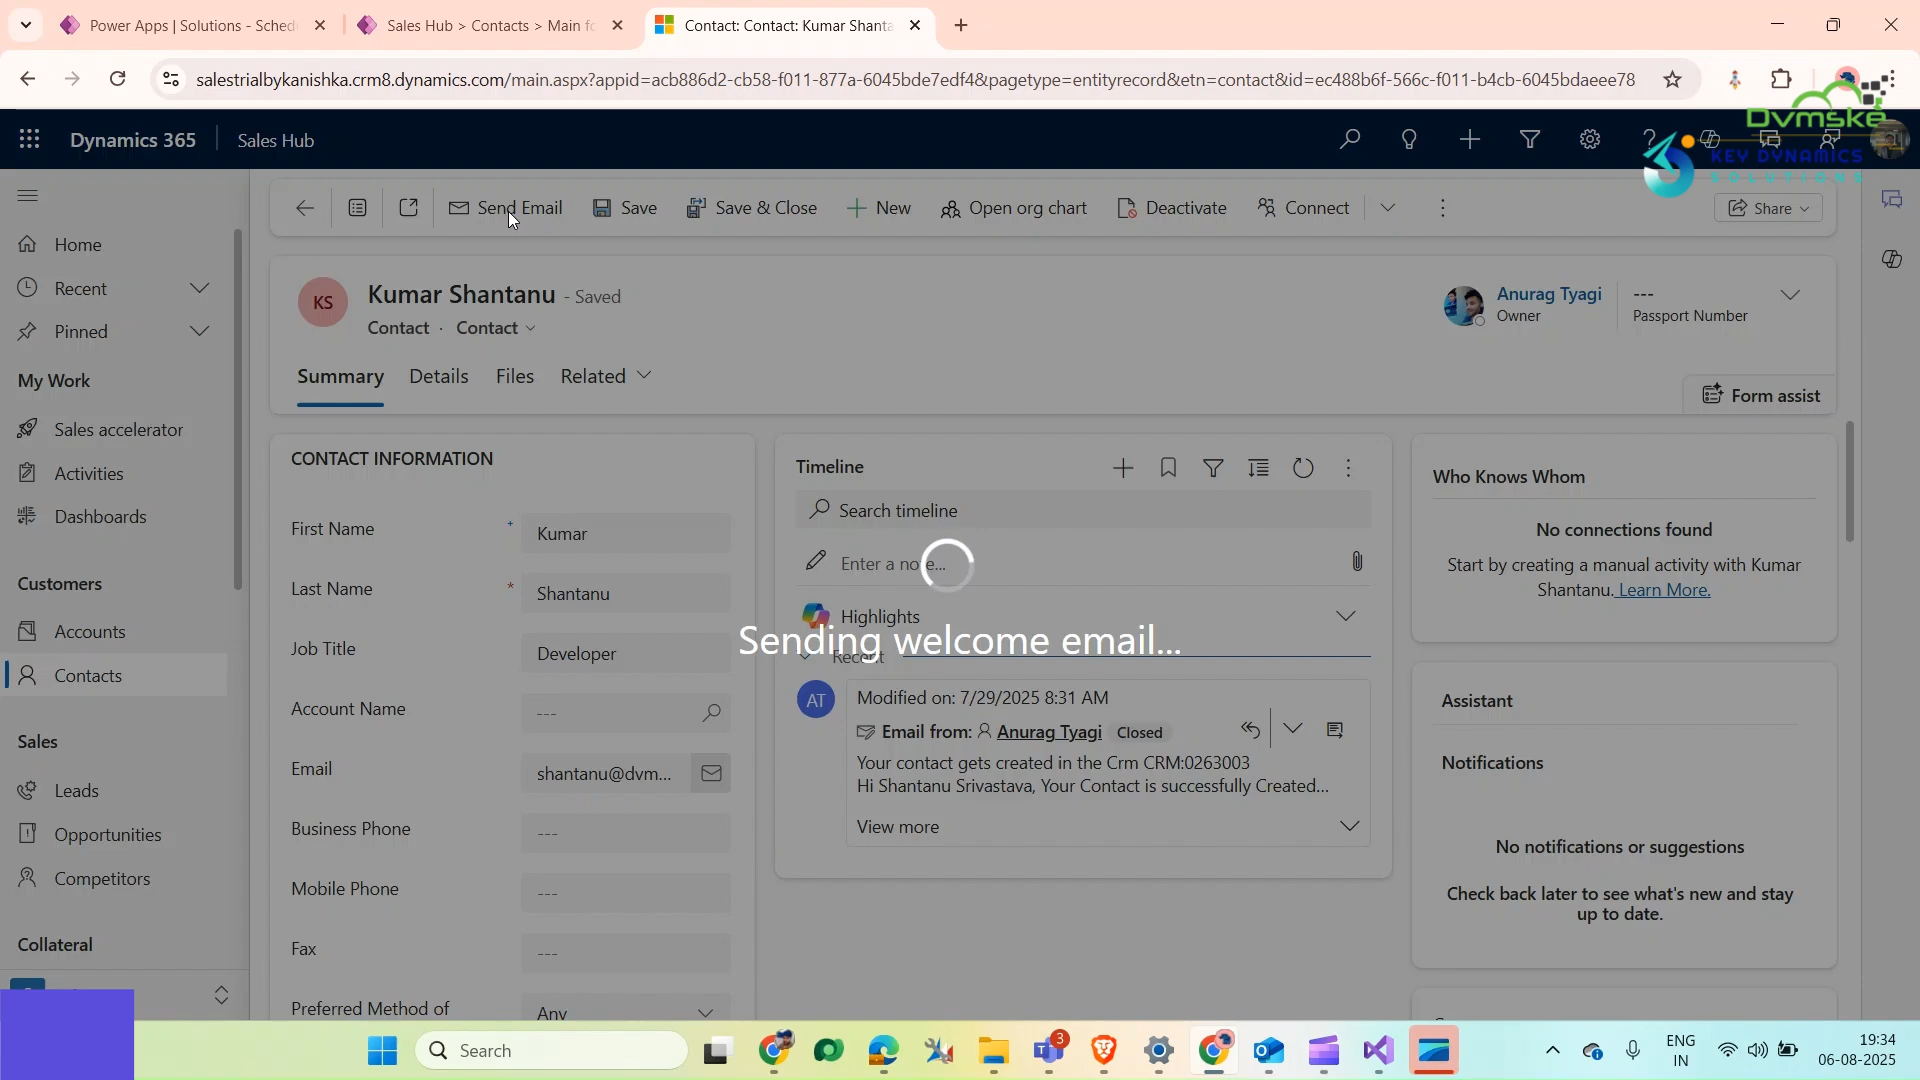 Power Apps | Solutions - Sched
Sales Hub > Contacts > Main fo
Contact: Contact: Kumar Shanta
salestrialbykanishka.crm8.dynamics.com/main.aspx?appid=acb886d2-cb58-f011-877a-6045bde7edf4&pagetype=entityrecord&etn=contact&id=ec488b6f-566c-f011-b4cb-6045bdaeee78
Dvmske
KEY DYNAMICS
SOLUTIONS
Dynamics 365
Sales Hub
Send Email
Save
Save & Close
New
Open org chart
Deactivate
Connect
Share
Home
Recent
Pinned
My Work
Sales accelerator
Activities
Dashboards
Customers
Accounts
Contacts
Sales
Leads
Opportunities
Competitors
Collateral
KS
Kumar Shantanu - Saved
Contact · Contact
Anurag Tyagi
Owner
---
Passport Number
Summary
Details
Files
Related
Form assist
CONTACT INFORMATION
First Name + Kumar
Last Name * Shantanu
Job Title Developer
Account Name ---
Email shantanu@dvm...
Business Phone ---
Mobile Phone ---
Fax ---
Preferred Method of Any
Timeline
Search timeline
Enter a note...
Highlights
Sending welcome email...
Recent
AT
Modified on: 7/29/2025 8:31 AM
Email from: Anurag Tyagi Closed
Your contact gets created in the Crm CRM:0263003
Hi Shantanu Srivastava, Your Contact is successfully Created...
View more
Who Knows Whom
No connections found
Start by creating a manual activity with Kumar
Shantanu. Learn More.
Assistant
Notifications
No notifications or suggestions
Check back later to see what's new and stay
up to date.
Search
3
ENG
IN
19:34
06-08-2025